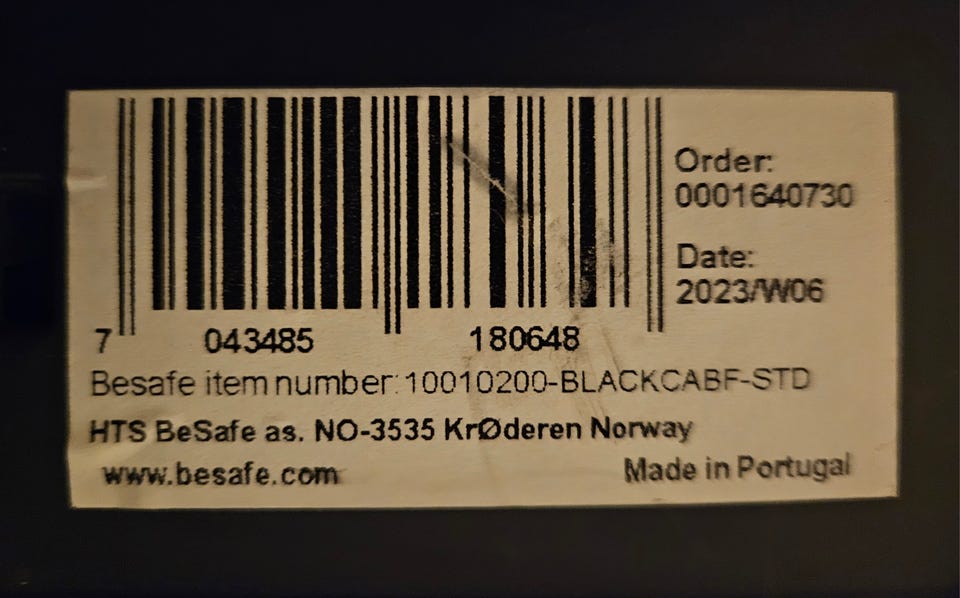 Order:
0001640730
Date:
2023/W06
7 043485 180648
Besafe item number: 10010200-BLACKCABF-STD
HTS BeSafe as. NO-3535 KrØderen Norway
www.besafe.com Made in Portugal